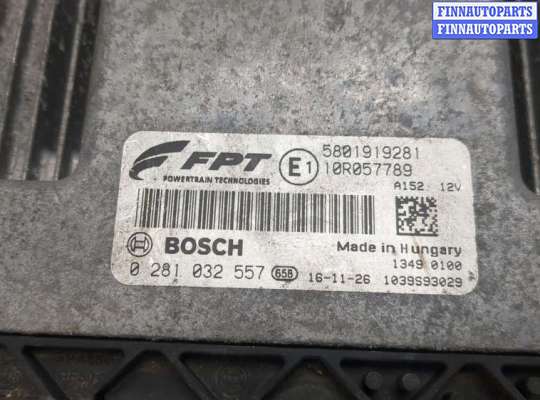 FINNAUTOPARTS
FINNAUTOPARTS
FPT
POWERTRAIN TECHNOLOGIES
E1
5801919281
10R057789
A152 12V
BOSCH
Made in Hungary
0 281 032 557 65B 16-11-26
1349 0100
1039S93029